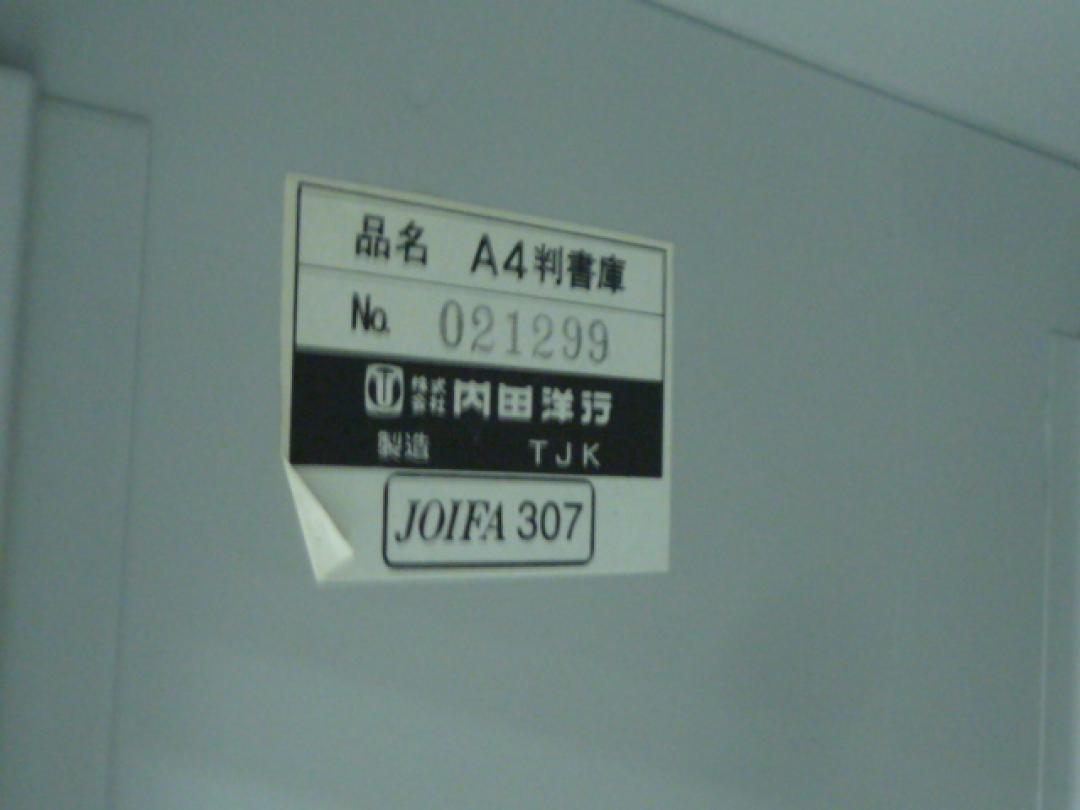 品名 A4判書庫
No. 021299
株式会社 内田洋行
製造 TJK
JOIFA 307